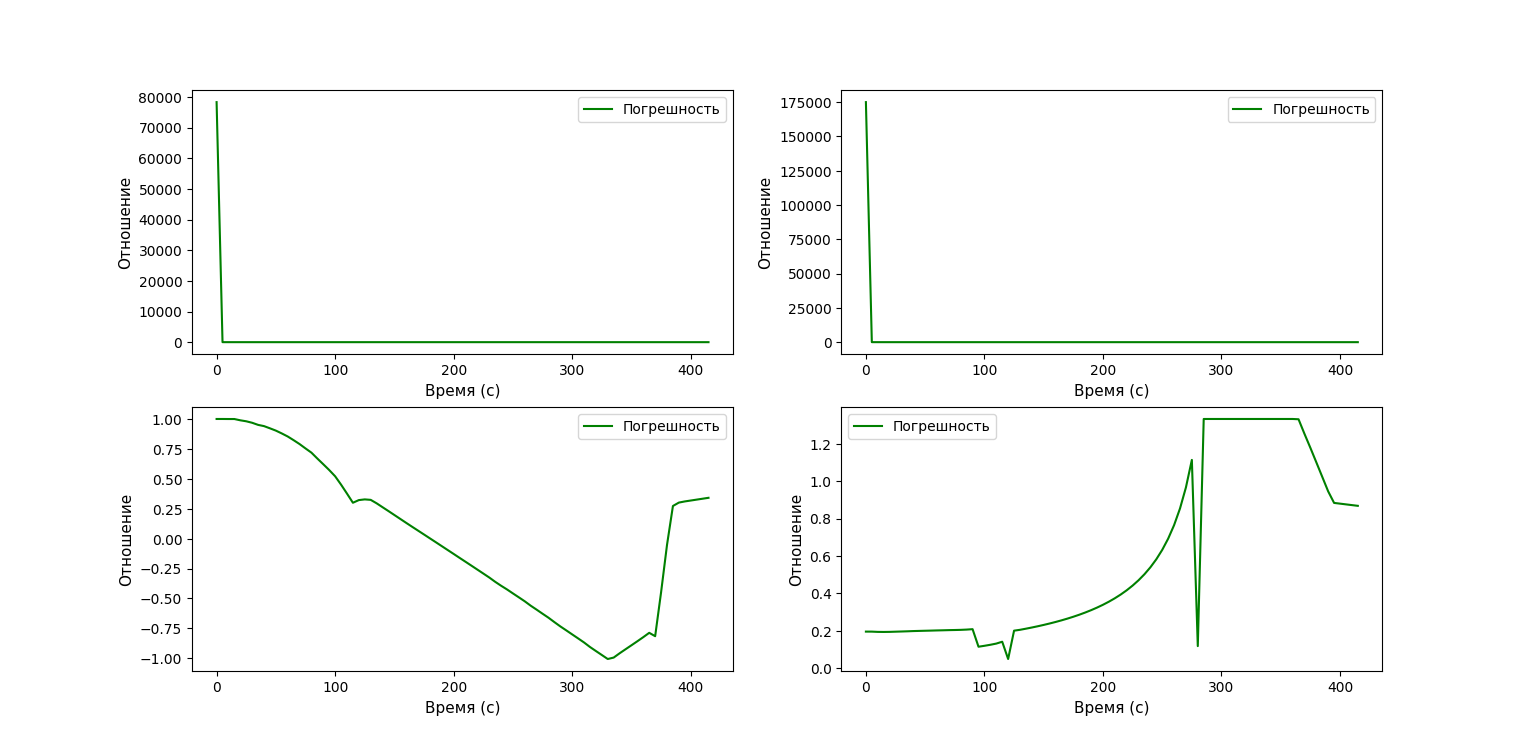 80000
70000
60000
50000
40000
30000
20000
10000
0
Отношение
Погрешность
0 100 200 300 400
Время (с)
175000
150000
125000
100000
75000
50000
25000
0
Отношение
Погрешность
0 100 200 300 400
Время (с)
1.00
0.75
0.50
0.25
0.00
−0.25
−0.50
−0.75
−1.00
Отношение
Погрешность
0 100 200 300 400
Время (с)
1.2
1.0
0.8
0.6
0.4
0.2
0.0
Отношение
Погрешность
0 100 200 300 400
Время (с)